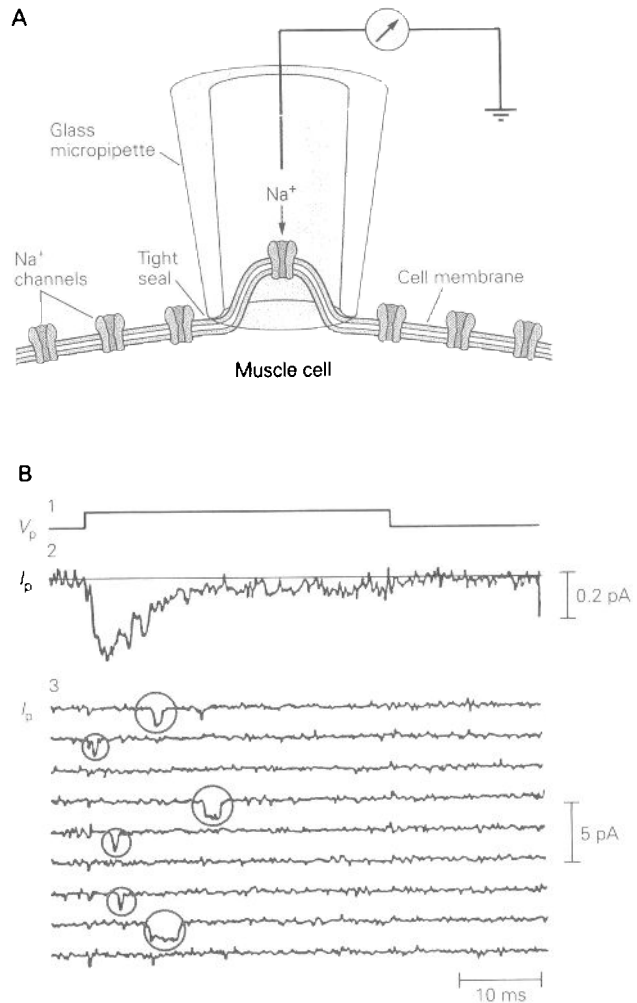 A
Glass
micropipette
Na⁺
Na⁺
channels
Tight
seal
Cell membrane
Muscle cell
B
1
Vₚ
2
Iₚ
0.2 pA
3
Iₚ
5 pA
10 ms